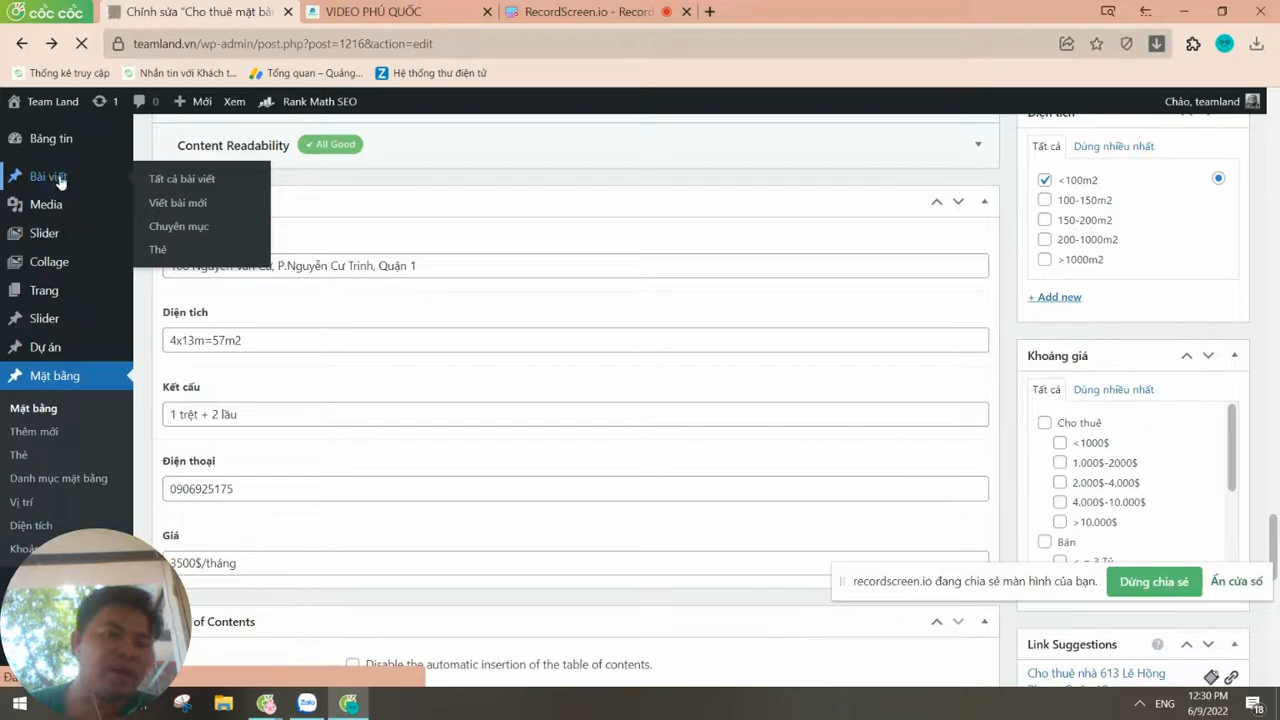 cốc cốc
Chỉnh sửa "Cho thuê mặt bằ
VIDEO PHÚ QUỐC
RecordScreen.io - Record
teamland.vn/wp-admin/post.php?post=1216&action=edit
Thống kê truy cập
Nhắn tin với Khách t...
Tổng quan – Quảng...
Hệ thống thư điện tử
Team Land
1
0
Mới
Xem
Rank Math SEO
Chào, teamland
Bảng tin
Bài viết
Media
Slider
Collage
Trang
Slider
Dự án
Mặt bằng
Mặt bằng
Thêm mới
Thẻ
Danh mục mặt bằng
Vị trí
Diện tích
Tất cả bài viết
Viết bài mới
Chuyên mục
Thẻ
Content Readability
All Good
Nguyễn Văn Cừ, P.Nguyễn Cư Trinh, Quận 1
Diện tích
4x13m=57m2
Kết cấu
1 trệt + 2 lầu
Điện thoại
0906925175
Giá
3500$/tháng
of Contents
Disable the automatic insertion of the table of contents.
Diện tích
Tất cả
Dùng nhiều nhất
<100m2
100-150m2
150-200m2
200-1000m2
>1000m2
+ Add new
Khoảng giá
Tất cả
Dùng nhiều nhất
Cho thuê
<1000$
1.000$-2000$
2.000$-4.000$
4.000$-10.000$
>10.000$
Bán
< = 3 Tỷ
recordscreen.io đang chia sẻ màn hình của bạn.
Dừng chia sẻ
Ẩn cửa sổ
Link Suggestions
Cho thuê nhà 613 Lê Hồng
Zalo
ENG
12:30 PM
6/9/2022
18